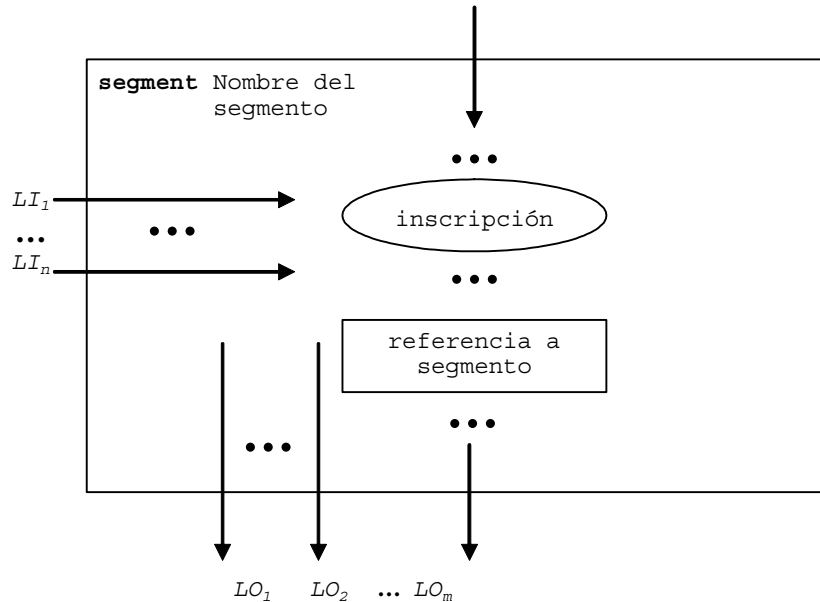 segment Nombre del
segmento
LI1
...
LIn
...
...
inscripción
...
referencia a
segmento
...
...
LO1 LO2 ... LOm